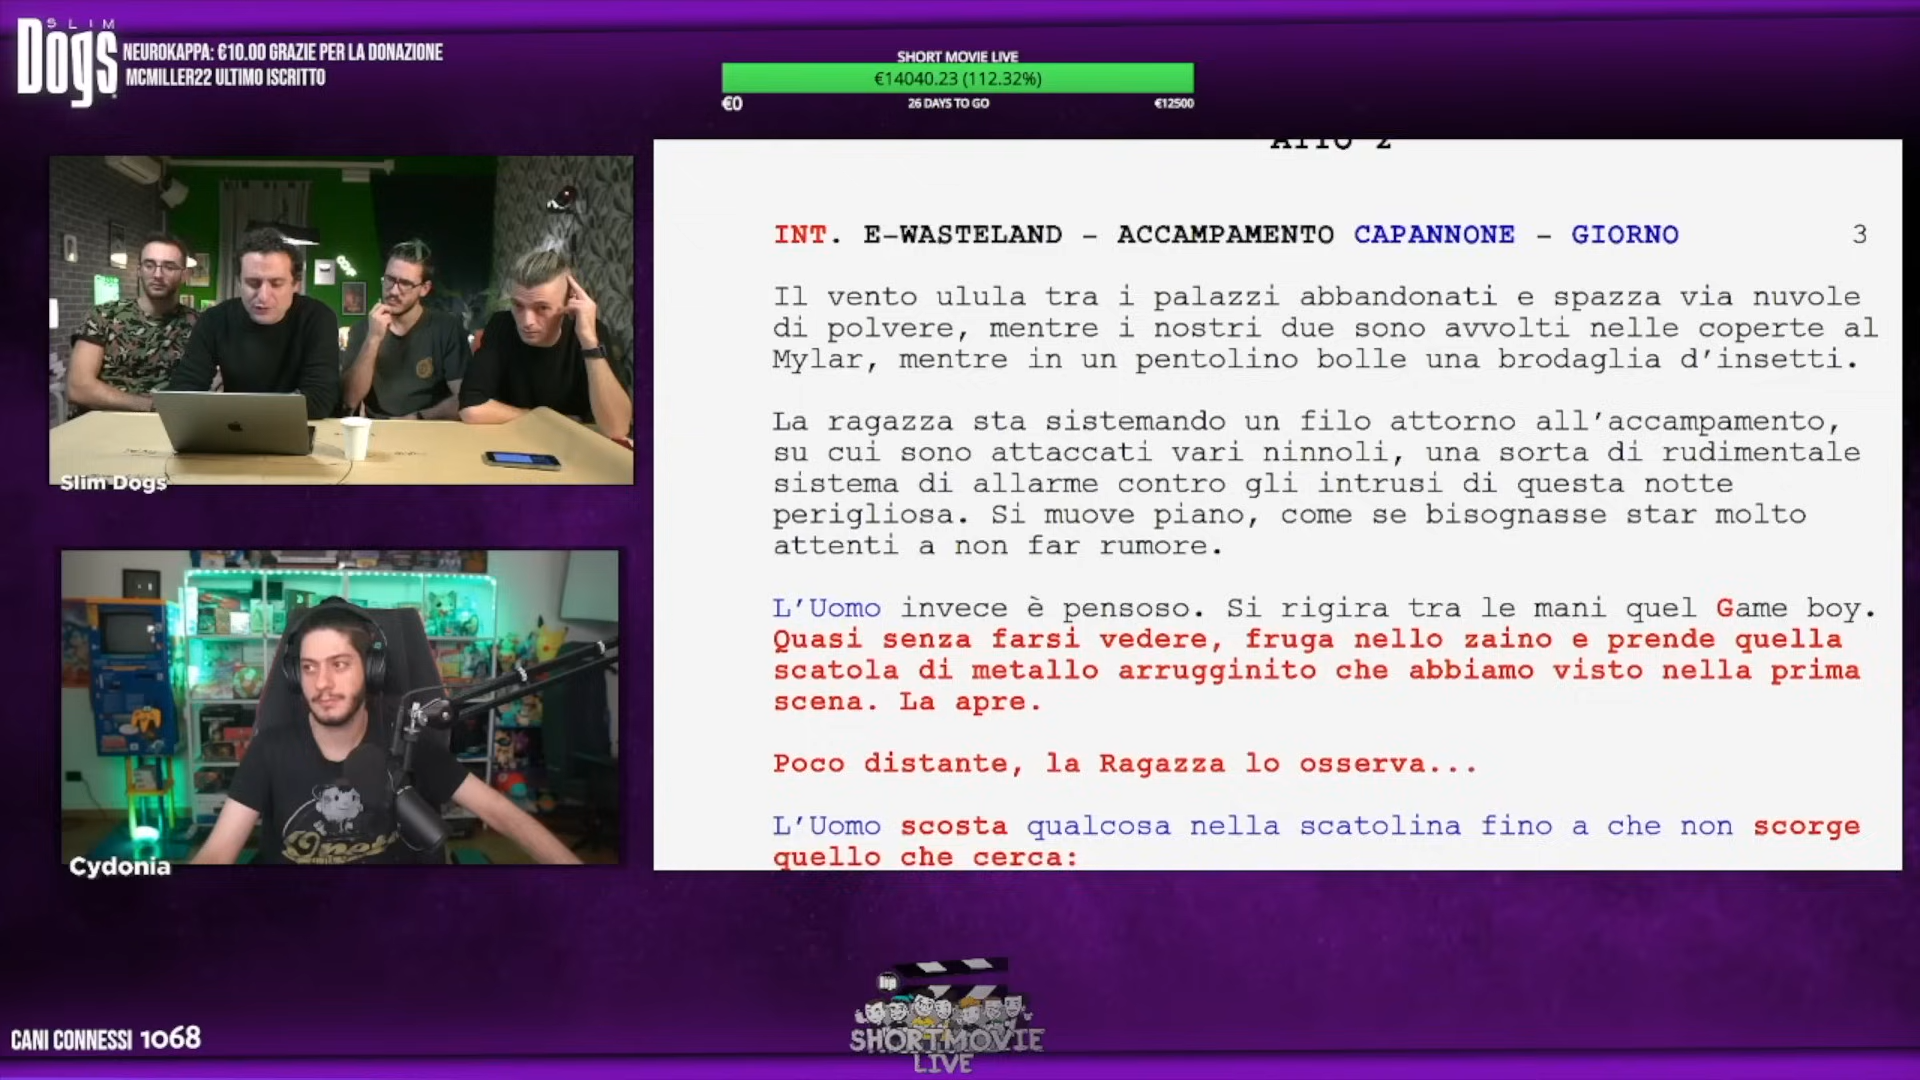 SLIM
Dogs
NEUROKAPPA: €10.00 GRAZIE PER LA DONAZIONE
MCMILLER22 ULTIMO ISCRITTO
SHORT MOVIE LIVE
€14040.23 (112.32%)
€0
26 DAYS TO GO
€12500
Slim Dogs
Cydonia
Atto 2
INT. E-WASTELAND - ACCAMPAMENTO CAPANNONE - GIORNO
3
Il vento ulula tra i palazzi abbandonati e spazza via nuvole
di polvere, mentre i nostri due sono avvolti nelle coperte al
Mylar, mentre in un pentolino bolle una brodaglia d’insetti.
La ragazza sta sistemando un filo attorno all’accampamento,
su cui sono attaccati vari ninnoli, una sorta di rudimentale
sistema di allarme contro gli intrusi di questa notte
perigliosa. Si muove piano, come se bisognasse star molto
attenti a non far rumore.
L’Uomo invece è pensoso. Si rigira tra le mani quel Game boy.
Quasi senza farsi vedere, fruga nello zaino e prende quella
scatola di metallo arrugginito che abbiamo visto nella prima
scena. La apre.
Poco distante, la Ragazza lo osserva...
L’Uomo scosta qualcosa nella scatolina fino a che non scorge
quello che cerca:
SHORTMOVIE
LIVE
CANI CONNESSI 1068